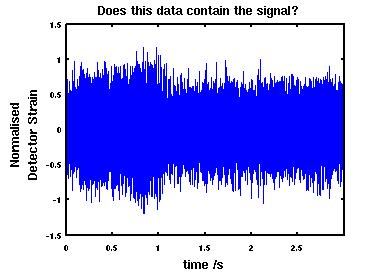 Does this data contain the signal?
1.5
1
0.5
0
-0.5
-1
-1.5
Normalised
Detector Strain
0 0.5 1 1.5 2 2.5
time /s